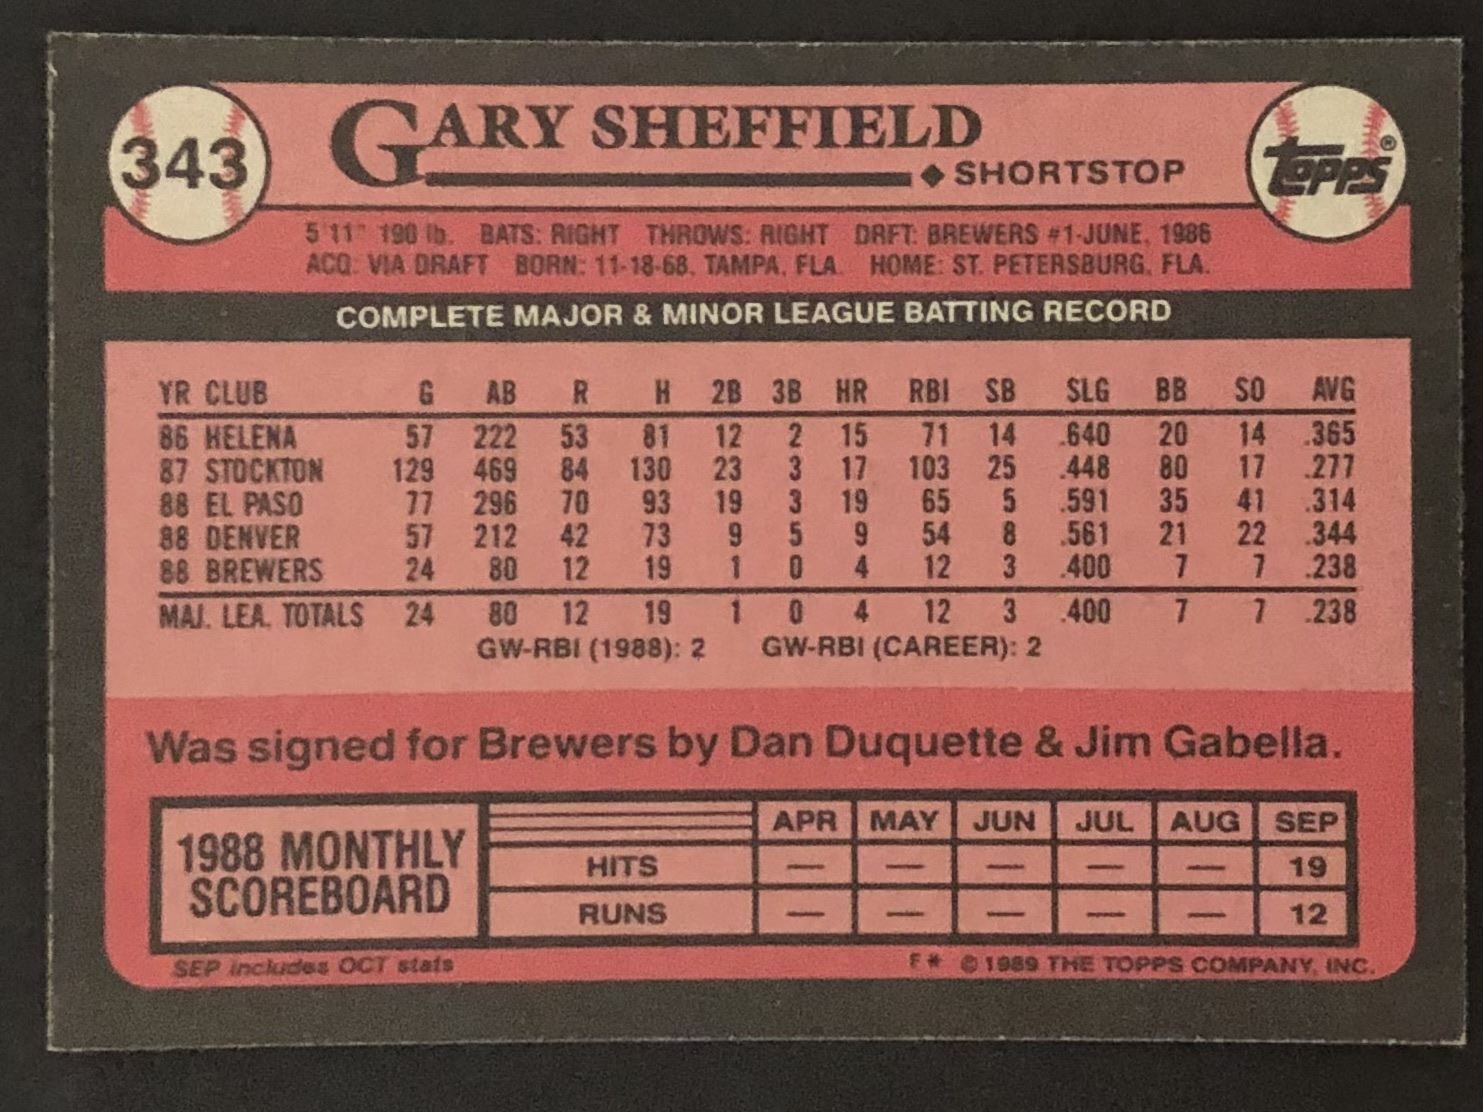 343
GARY SHEFFIELD
◆ SHORTSTOP
TOPPS®
5'11" 190 lb. BATS: RIGHT THROWS: RIGHT DRFT: BREWERS #1-JUNE, 1986
ACQ: VIA DRAFT BORN: 11-18-68, TAMPA, FLA. HOME: ST. PETERSBURG, FLA.
COMPLETE MAJOR & MINOR LEAGUE BATTING RECORD
YR CLUB G AB R H 2B 3B HR RBI SB SLG BB SO AVG
86 HELENA 57 222 53 81 12 2 15 71 14 .640 20 14 .365
87 STOCKTON 129 469 84 130 23 3 17 103 25 .448 80 17 .277
88 EL PASO 77 296 70 93 19 3 19 65 5 .591 35 41 .314
88 DENVER 57 212 42 73 9 5 9 54 8 .561 21 22 .344
88 BREWERS 24 80 12 19 1 0 4 12 3 .400 7 7 .238
MAJ. LEA. TOTALS 24 80 12 19 1 0 4 12 3 .400 7 7 .238
GW-RBI (1988): 2 GW-RBI (CAREER): 2
Was signed for Brewers by Dan Duquette & Jim Gabella.
1988 MONTHLY
SCOREBOARD
APR MAY JUN JUL AUG SEP
HITS — — — — — 19
RUNS — — — — — 12
SEP includes OCT stats
F* © 1989 THE TOPPS COMPANY, INC.